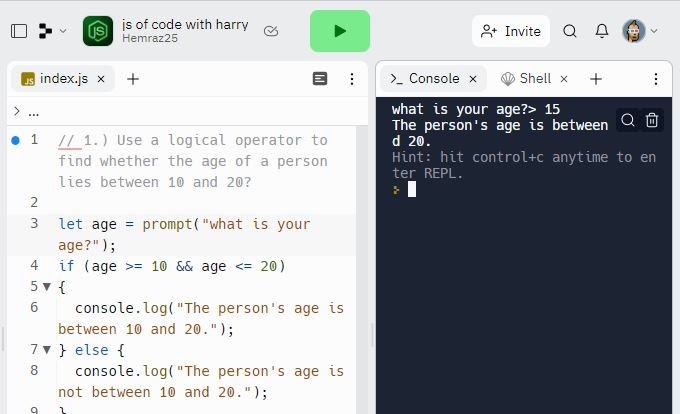 js of code with harry
Hemraz25
Invite
JS index.js
Console
Shell
...
1 // 1.) Use a logical operator to
find whether the age of a person
lies between 10 and 20?
2
3 let age = prompt("what is your
age?");
4 if (age >= 10 && age <= 20)
5 {
6 console.log("The person's age is
between 10 and 20.");
7 } else {
8 console.log("The person's age is
not between 10 and 20.");
9 }
what is your age?> 15
The person's age is between
d 20.
Hint: hit control+c anytime to en
ter REPL.
>